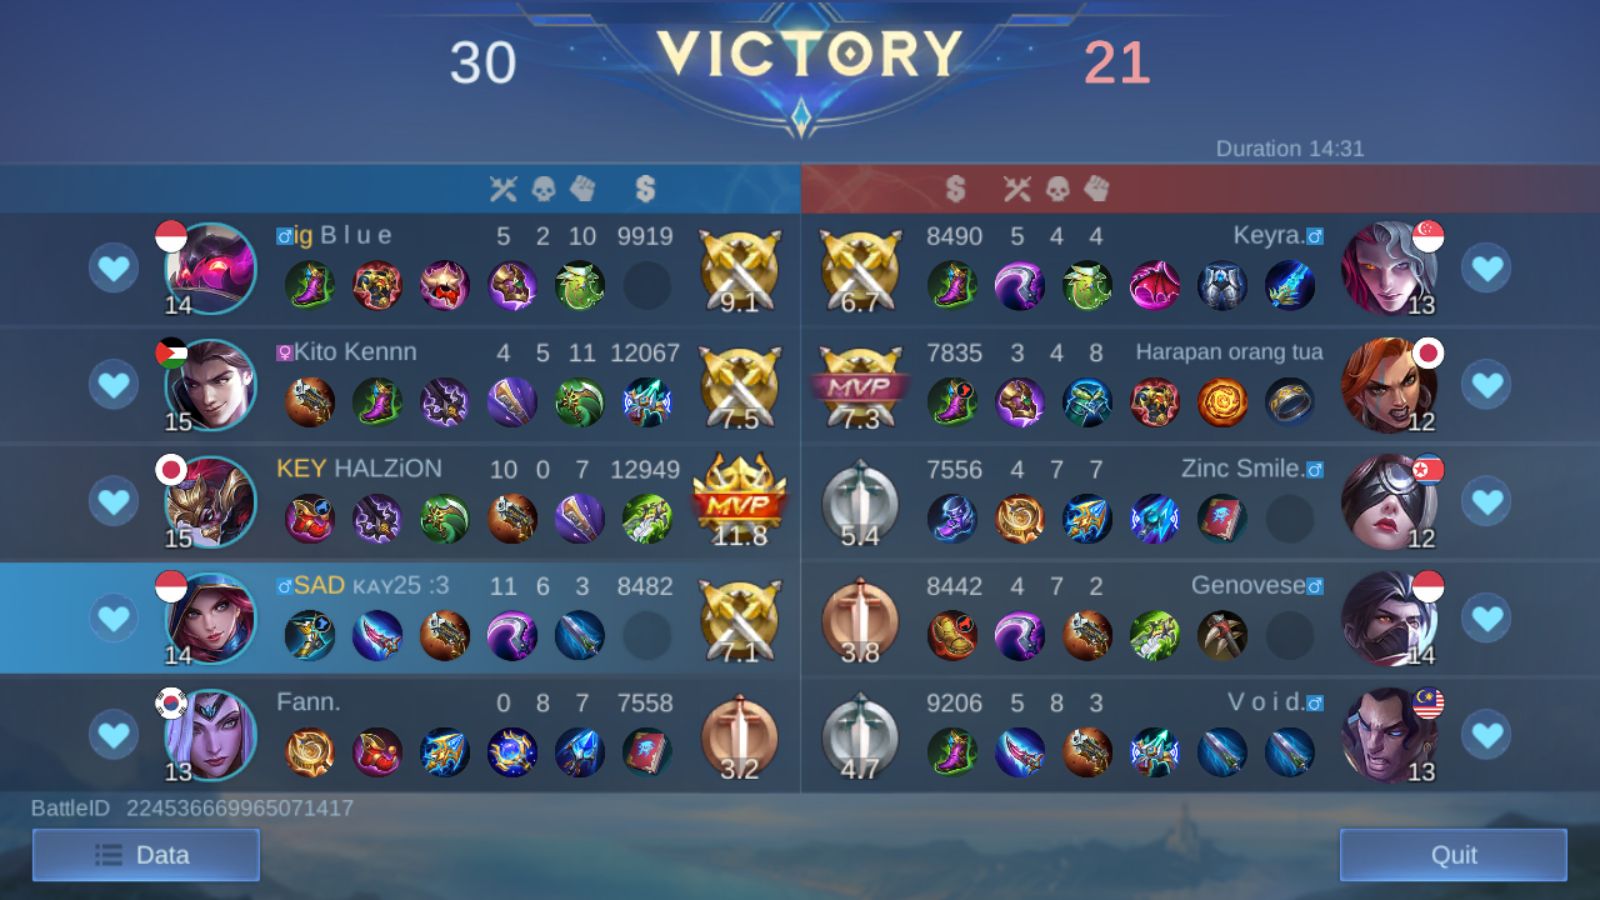 30 VICTORY 21
Duration 14:31
ig B l u e 5 2 10 9919
14 9.1
8490 5 4 4 Keyra.
6.7 13
Kito Kennn 4 5 11 12067
15 7.5
7835 3 4 8 Harapan orang tua
MVP
7.3 12
KEY HALZiON 10 0 7 12949
MVP
15 11.8
7556 4 7 7 Zinc Smile.
5.4 12
SAD KAY25 :3 11 6 3 8482
14 7.1
8442 4 7 2 Genovese
3.8 14
Fann. 0 8 7 7558
13 3.2
9206 5 8 3 V o i d.
4.7 13
BattleID 224536669965071417
Data
Quit